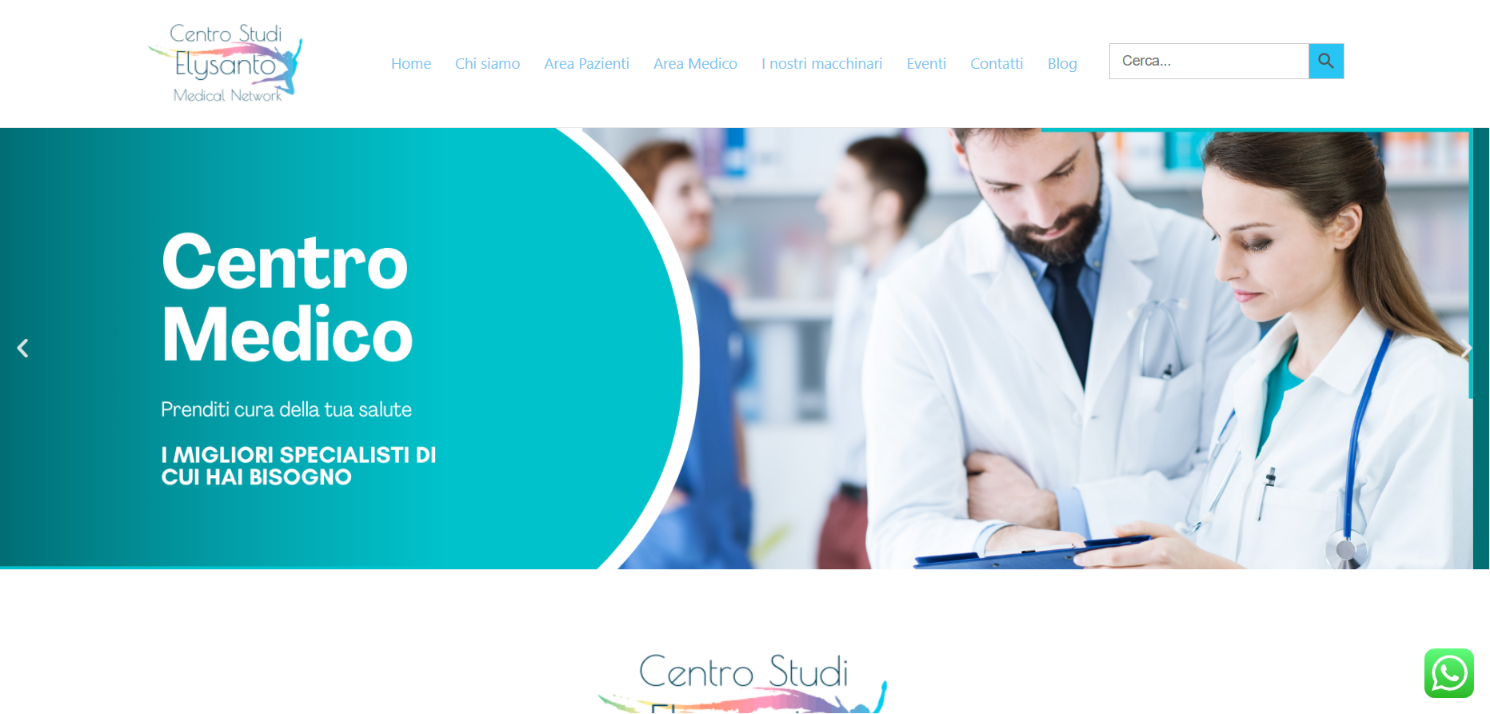 Centro Studi
Elysanto
Medical Network
Home Chi siamo Area Pazienti Area Medico I nostri macchinari Eventi Contatti Blog
Cerca...
Centro
Medico
Prenditi cura della tua salute
I MIGLIORI SPECIALISTI DI
CUI HAI BISOGNO
Centro Studi